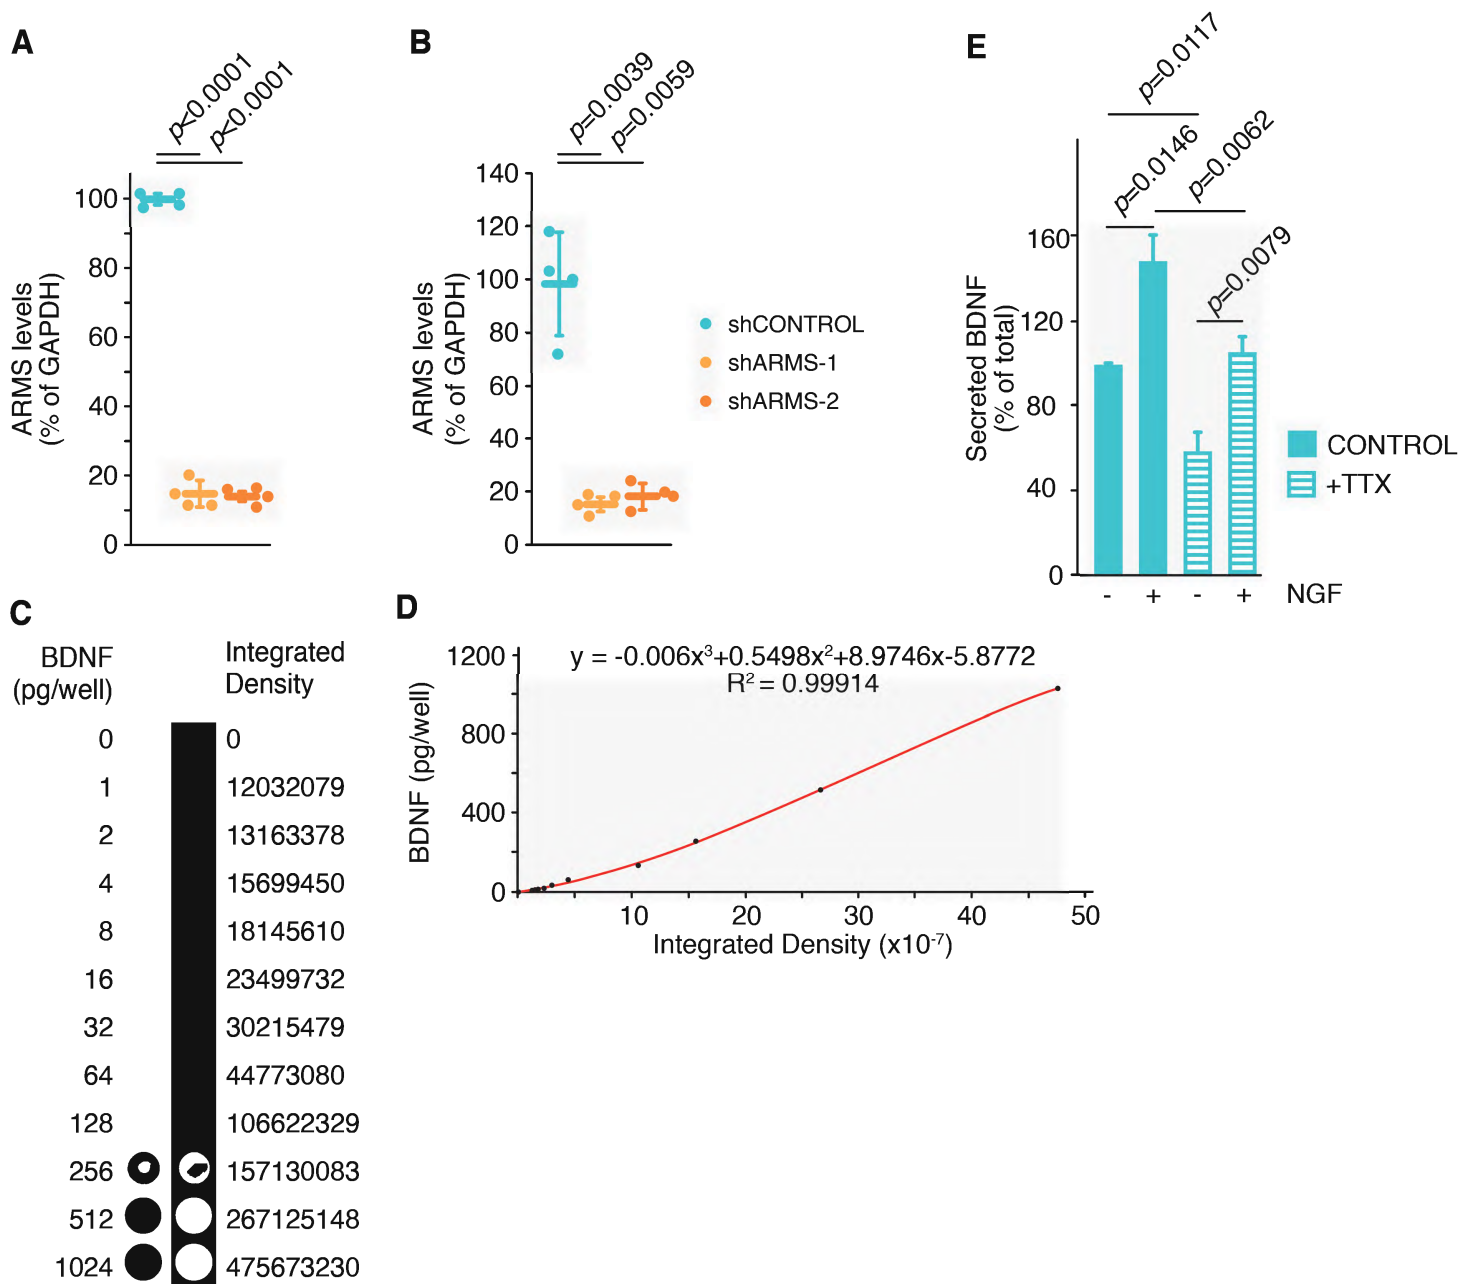 A
p<0.0001
p<0.0001
100
80
60
40
20
0
ARMS levels
(% of GAPDH)
B
p=0.0039
p=0.0059
140
120
100
80
60
40
20
0
ARMS levels
(% of GAPDH)
shCONTROL
shARMS-1
shARMS-2
E
p=0.0117
p=0.0146
p=0.0062
p=0.0079
160
120
80
40
0
Secreted BDNF
(% of total)
- + - + NGF
CONTROL
+TTX
C
BDNF
(pg/well)
Integrated
Density
0 0
1 12032079
2 13163378
4 15699450
8 18145610
16 23499732
32 30215479
64 44773080
128 106622329
256 157130083
512 267125148
1024 475673230
D
y = -0.006x³+0.5498x²+8.9746x-5.8772
R² = 0.99914
1200
800
400
0
BDNF (pg/well)
10 20 30 40 50
Integrated Density (x10⁻⁷)